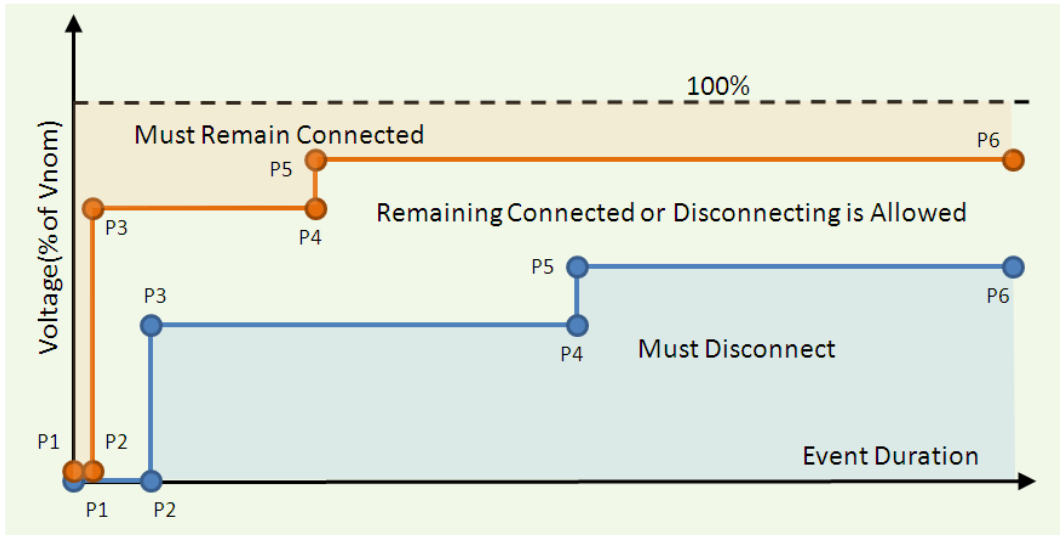 100%
Must Remain Connected
P5
P6
P3
Remaining Connected or Disconnecting is Allowed
P4
P5
P3
P6
P4
Must Disconnect
Voltage(% of Vnom)
P1
P2
Event Duration
P1
P2